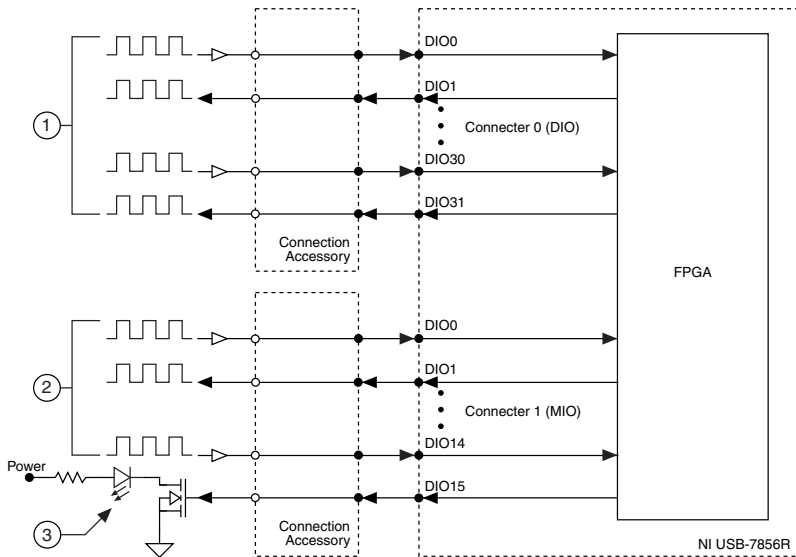 DIO0
DIO1
1
Connecter 0 (DIO)
DIO30
DIO31
Connection
Accessory
FPGA
DIO0
DIO1
2
Connecter 1 (MIO)
DIO14
Power
DIO15
3
Connection
Accessory
NI USB-7856R